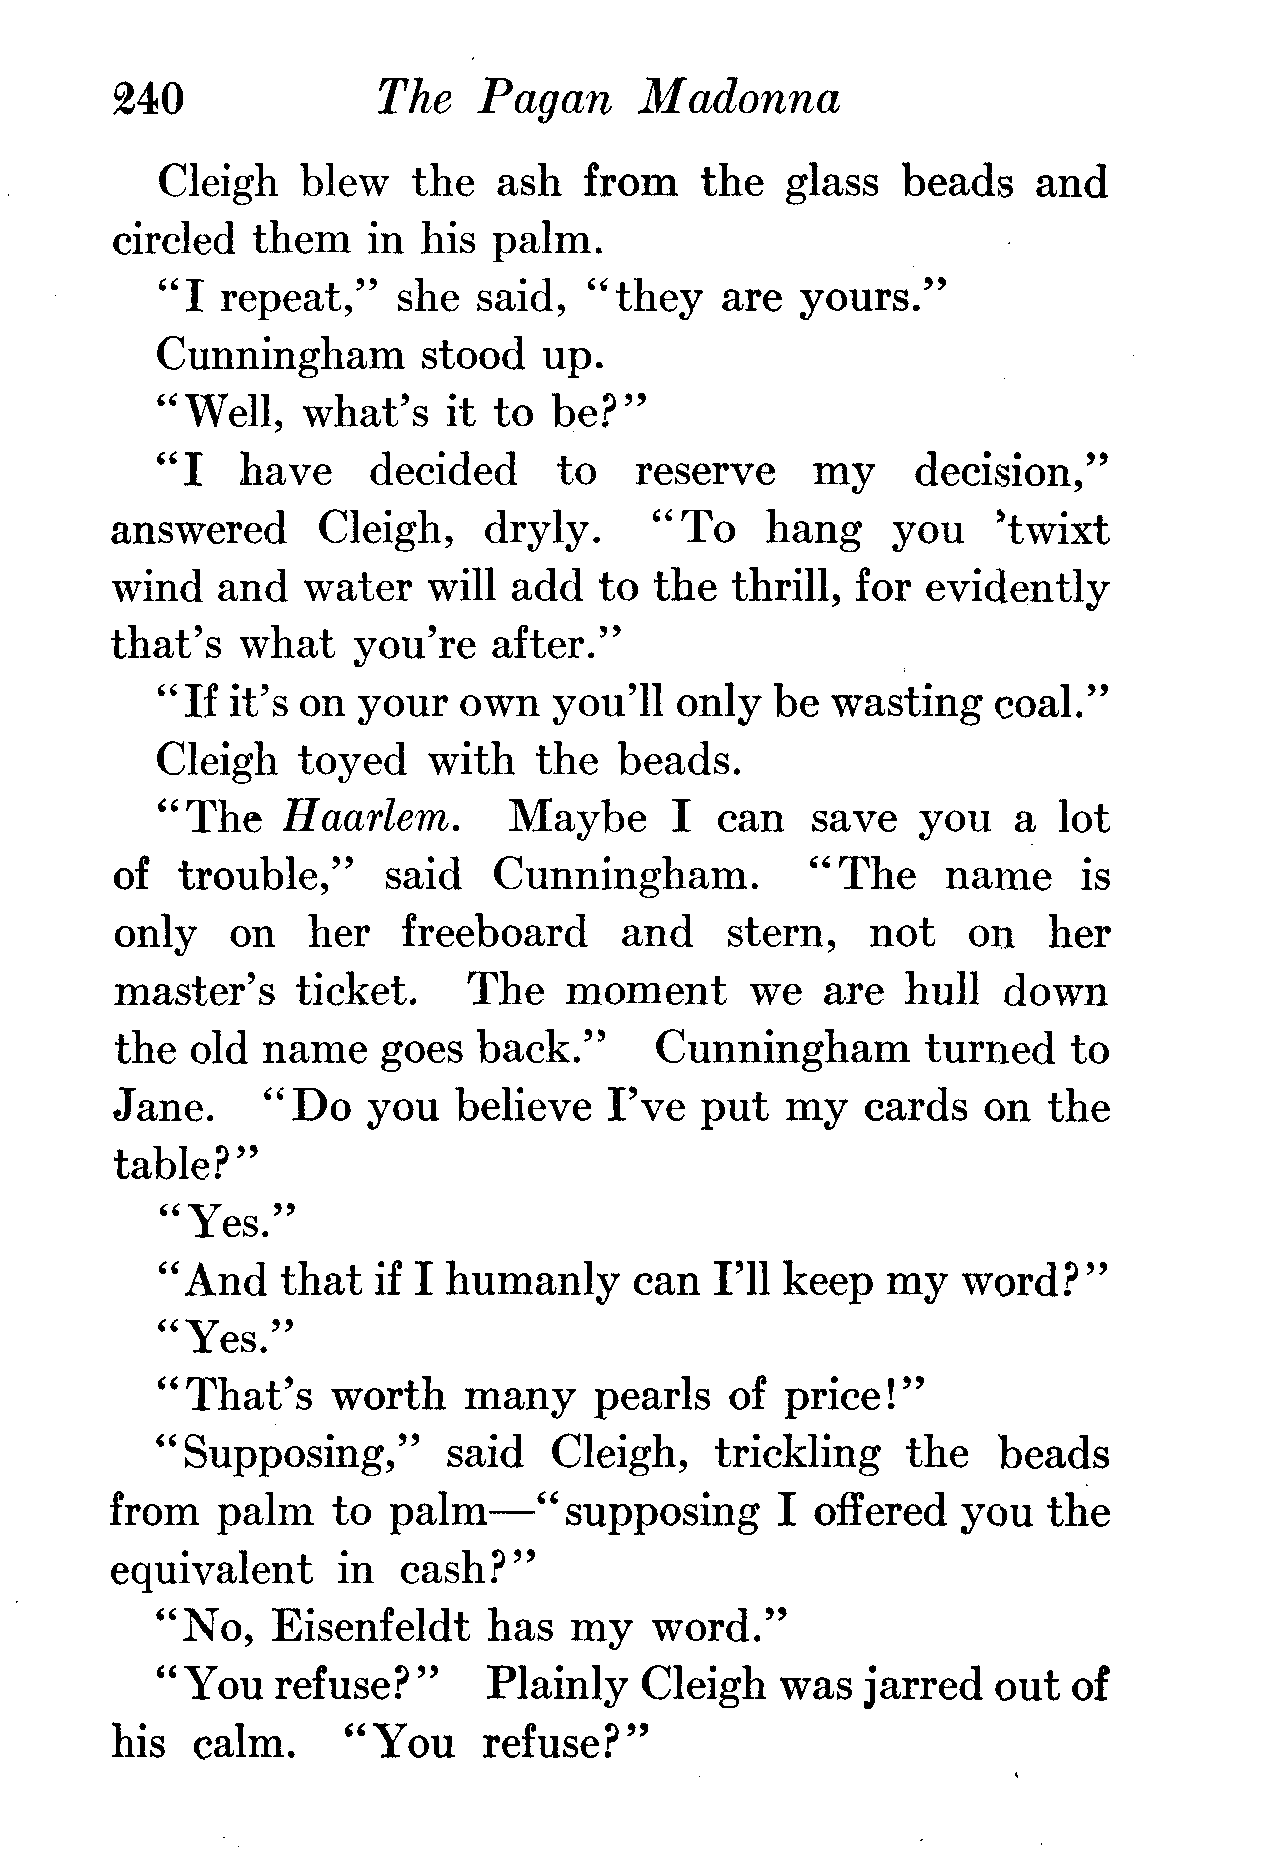 240 The Pagan Madonna
Cleigh blew the ash from the glass beads and
circled them in his palm.
“I repeat,” she said, “they are yours.”
Cunningham stood up.
“Well, what's it to be?”
“I have decided to reserve my decision,”
answered Cleigh, dryly. “To hang you ’twixt
wind and water will add to the thrill, for evidently
that's what you're after.”
“If it's on your own you'll only be wasting coal.”
Cleigh toyed with the beads.
“The Haarlem. Maybe I can save you a lot
of trouble,” said Cunningham. “The name is
only on her freeboard and stern, not on her
master's ticket. The moment we are hull down
the old name goes back.” Cunningham turned to
Jane. “Do you believe I've put my cards on the
table?”
“Yes.”
“And that if I humanly can I'll keep my word?”
“Yes.”
“That's worth many pearls of price!”
“Supposing,” said Cleigh, trickling the beads
from palm to palm—“supposing I offered you the
equivalent in cash?”
“No, Eisenfeldt has my word.”
“You refuse?” Plainly Cleigh was jarred out of
his calm. “You refuse?”